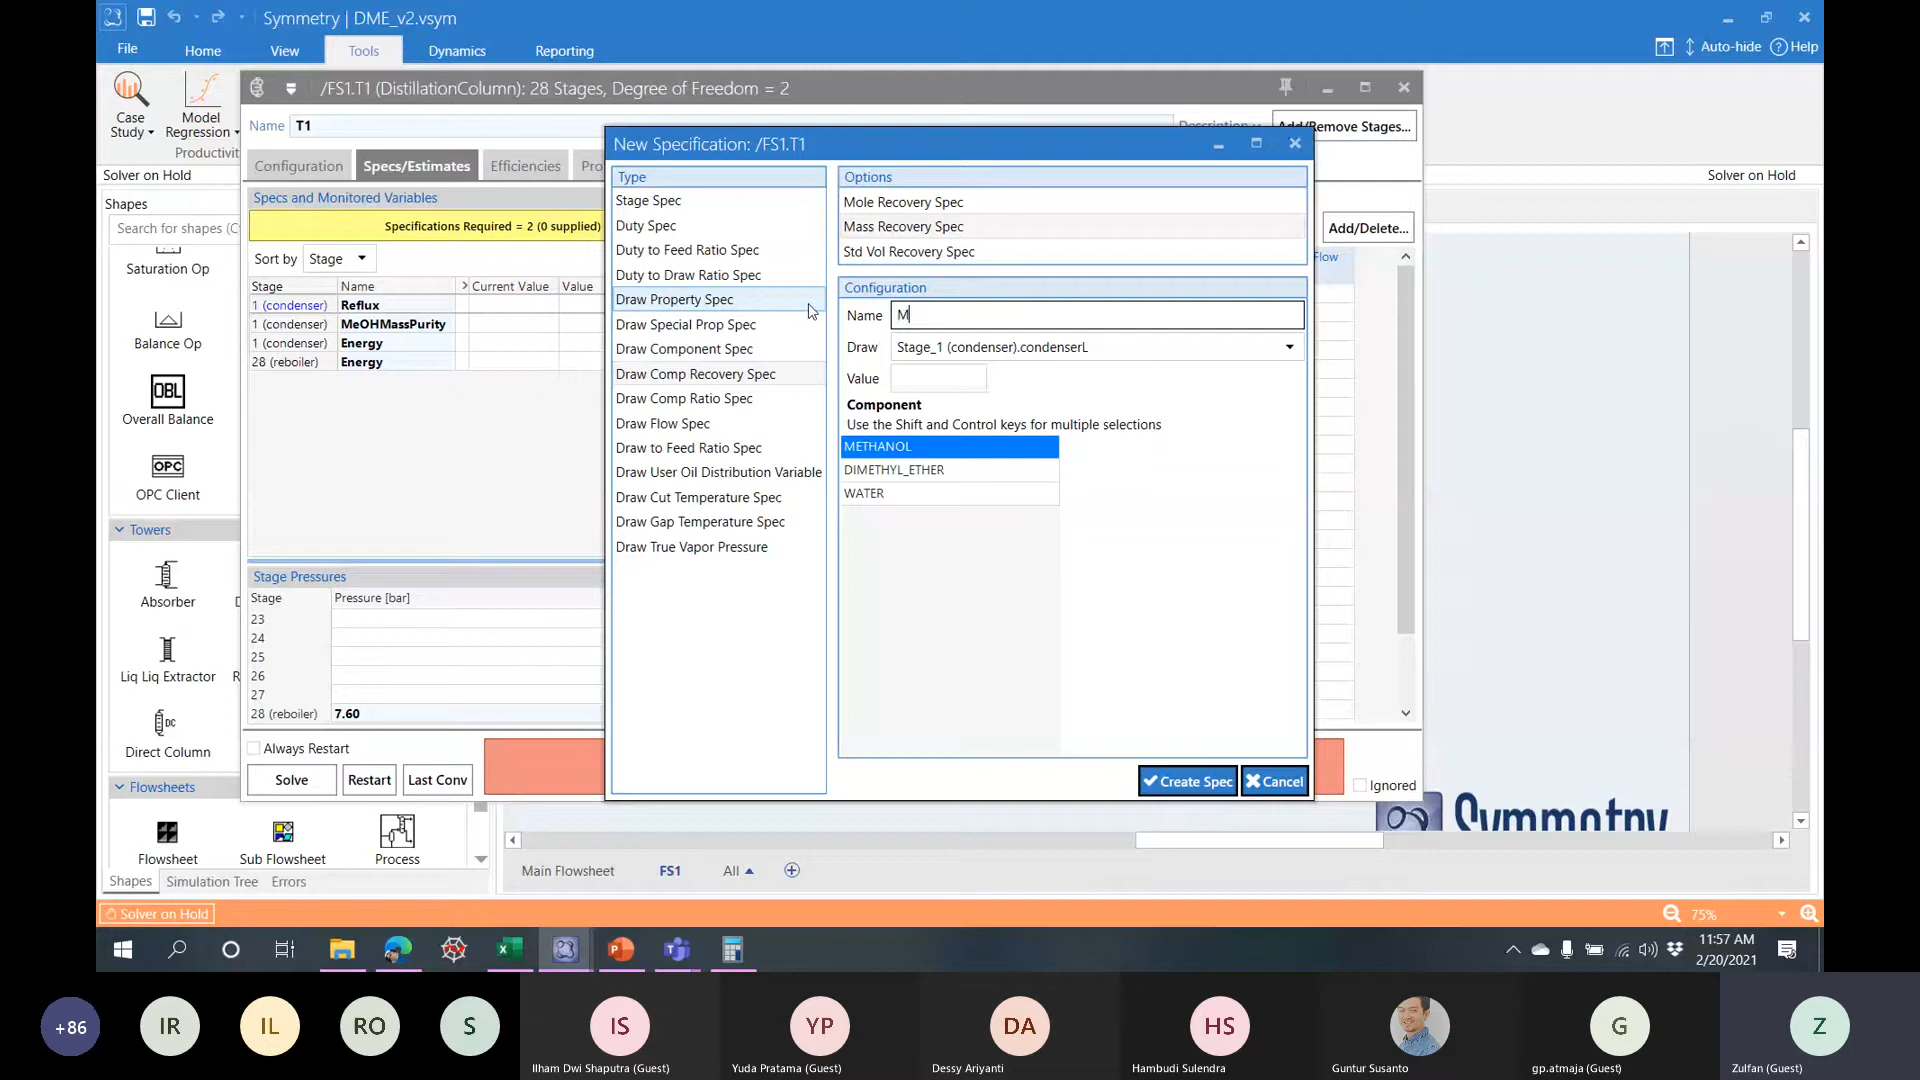 Symmetry | DME_v2.vsym
File
Home
View
Tools
Dynamics
Reporting
Auto-hide
Help
Case
Study
Model
Regression
Productivit
Solver on Hold
Solver on Hold
/FS1.T1 (DistillationColumn): 28 Stages, Degree of Freedom = 2
Name T1
Description
Add/Remove Stages...
Configuration
Specs/Estimates
Efficiencies
Pro
Specs and Monitored Variables
Specifications Required = 2 (0 supplied)
Add/Delete...
Sort by Stage
Flow
Stage Name > Current Value Value
1 (condenser) Reflux
1 (condenser) MeOHMassPurity
1 (condenser) Energy
28 (reboiler) Energy
Stage Pressures
Stage Pressure [bar]
23
24
25
26
27
28 (reboiler) 7.60
Always Restart
Solve
Restart
Last Conv
Ignored
New Specification: /FS1.T1
Type
Stage Spec
Duty Spec
Duty to Feed Ratio Spec
Duty to Draw Ratio Spec
Draw Property Spec
Draw Special Prop Spec
Draw Component Spec
Draw Comp Recovery Spec
Draw Comp Ratio Spec
Draw Flow Spec
Draw to Feed Ratio Spec
Draw User Oil Distribution Variable
Draw Cut Temperature Spec
Draw Gap Temperature Spec
Draw True Vapor Pressure
Options
Mole Recovery Spec
Mass Recovery Spec
Std Vol Recovery Spec
Configuration
Name M
Draw Stage_1 (condenser).condenserL
Value
Component
Use the Shift and Control keys for multiple selections
METHANOL
DIMETHYL_ETHER
WATER
Create Spec
Cancel
Shapes
Search for shapes (C
Saturation Op
Balance Op
OBL
Overall Balance
OPC
OPC Client
Towers
Absorber
Liq Liq Extractor
DC
Direct Column
Flowsheets
Flowsheet
Sub Flowsheet
Process
Shapes
Simulation Tree
Errors
Symmetry
Main Flowsheet
FS1
All
Solver on Hold
75%
11:57 AM
2/20/2021
+86
IR
IL
RO
S
IS
Ilham Dwi Shaputra (Guest)
YP
Yuda Pratama (Guest)
DA
Dessy Ariyanti
HS
Hambudi Sulendra
Guntur Susanto
G
gp.atmaja (Guest)
Z
Zulfan (Guest)